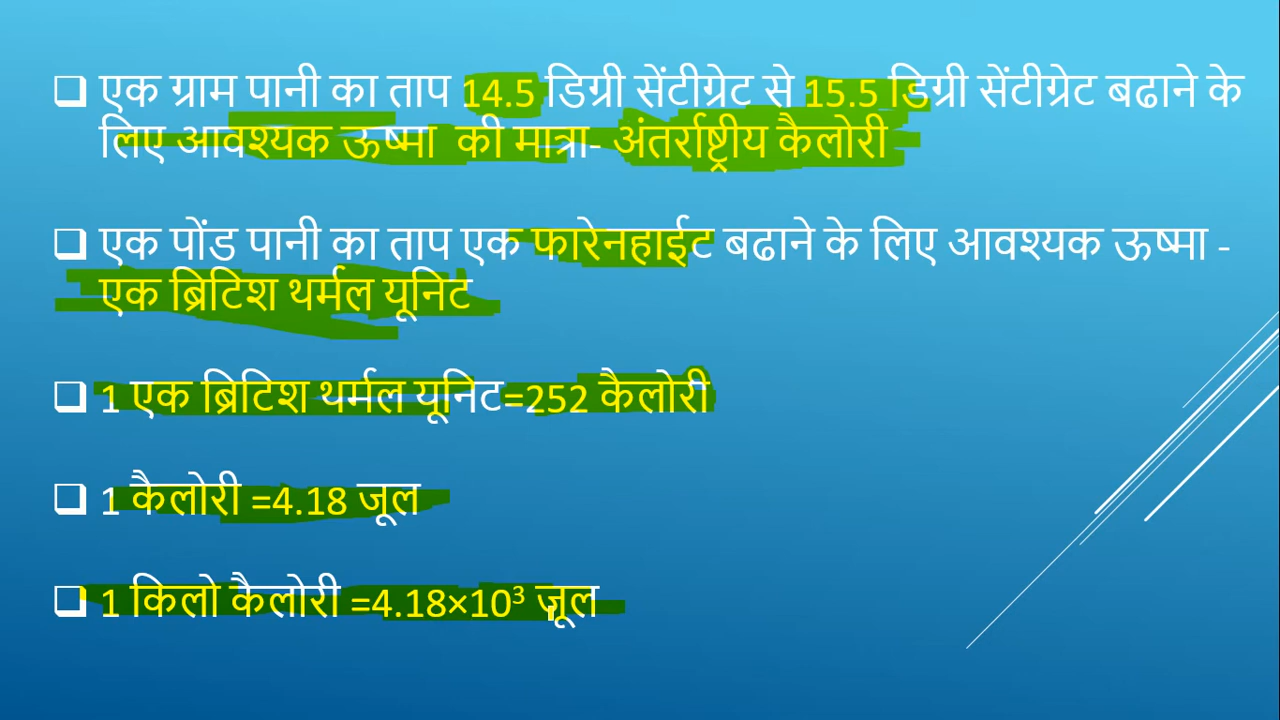 एक ग्राम पानी का ताप 14.5 डिग्री सेंटीग्रेट से 15.5 डिग्री सेंटीग्रेट बढाने के
लिए आवश्यक ऊष्मा की मात्रा- अंतर्राष्ट्रीय कैलोरी
एक पोंड पानी का ताप एक फारेनहाईट बढाने के लिए आवश्यक ऊष्मा -
एक ब्रिटिश थर्मल यूनिट
1 एक ब्रिटिश थर्मल यूनिट=252 कैलोरी
1 कैलोरी =4.18 जूल
1 किलो कैलोरी =4.18×10³ जूल